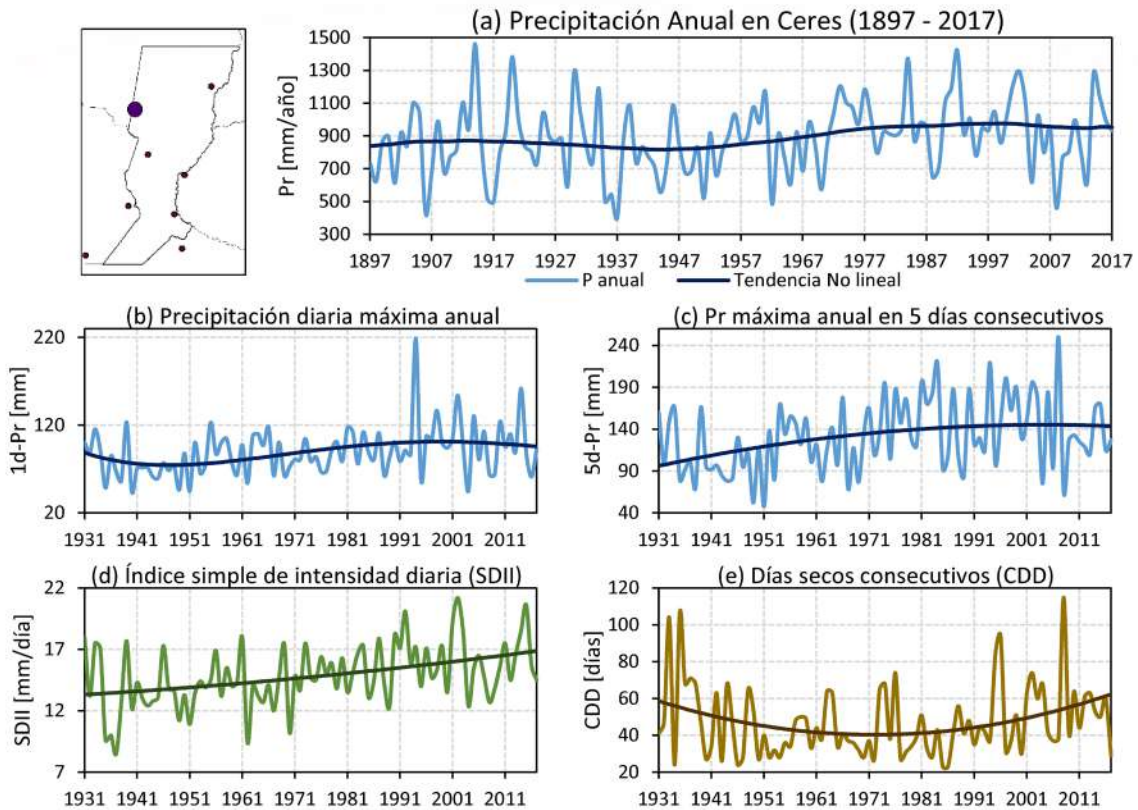 (a) Precipitación Anual en Ceres (1897 - 2017)
Pr [mm/año]
1500
1300
1100
900
700
500
300
1897 1907 1917 1927 1937 1947 1957 1967 1977 1987 1997 2007 2017
P anual Tendencia No lineal
(b) Precipitación diaria máxima anual
1d-Pr [mm]
220
120
20
1931 1941 1951 1961 1971 1981 1991 2001 2011
(c) Pr máxima anual en 5 días consecutivos
5d-Pr [mm]
240
190
140
90
40
1931 1941 1951 1961 1971 1981 1991 2001 2011
(d) Índice simple de intensidad diaria (SDII)
SDII [mm/día]
22
17
12
7
1931 1941 1951 1961 1971 1981 1991 2001 2011
(e) Días secos consecutivos (CDD)
CDD [días]
120
100
80
60
40
20
1931 1941 1951 1961 1971 1981 1991 2001 2011